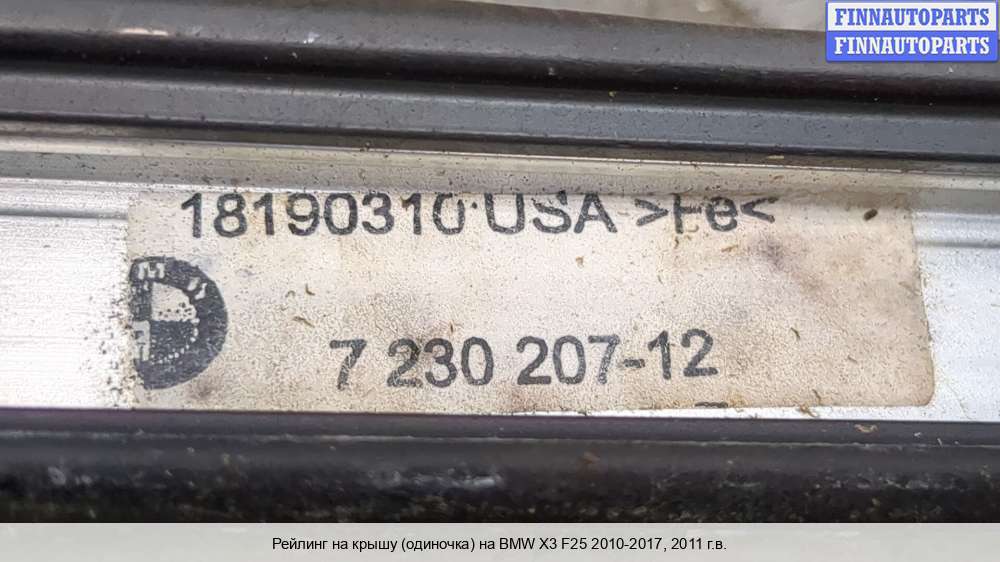 FINNAUTOPARTS
FINNAUTOPARTS
18190310 USA >Fe<
7 230 207-12
Рейлинг на крышу (одиночка) на BMW X3 F25 2010-2017, 2011 г.в.